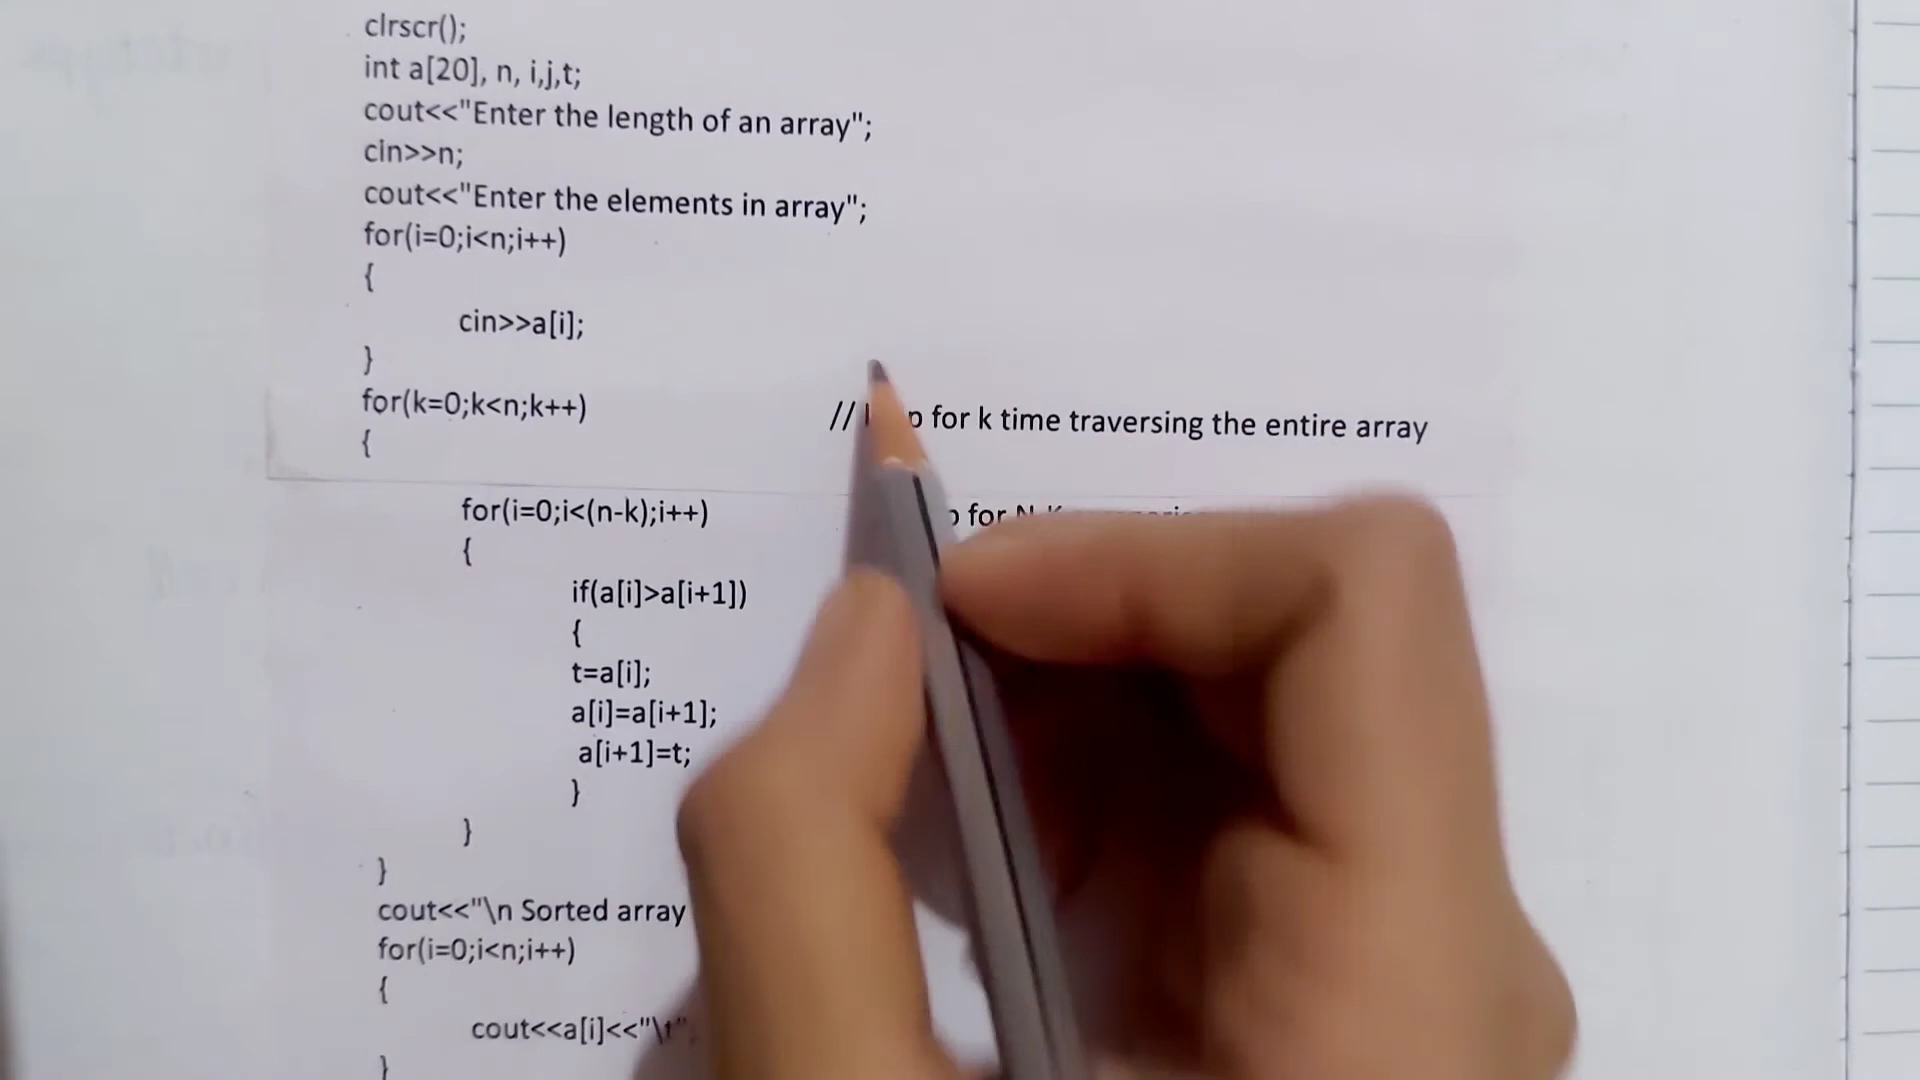 clrscr();
int a[20], n, i,j,t;
cout<<"Enter the length of an array";
cin>>n;
cout<<"Enter the elements in array";
for(i=0;i<n;i++)
{
cin>>a[i];
}
for(k=0;k<n;k++) // for k time traversing the entire array
{
for(i=0;i<(n-k);i++) for
{
if(a[i]>a[i+1])
{
t=a[i];
a[i]=a[i+1];
a[i+1]=t;
}
}
}
cout<<"\n Sorted array
for(i=0;i<n;i++)
{
cout<<a[i]<<"\t"
}